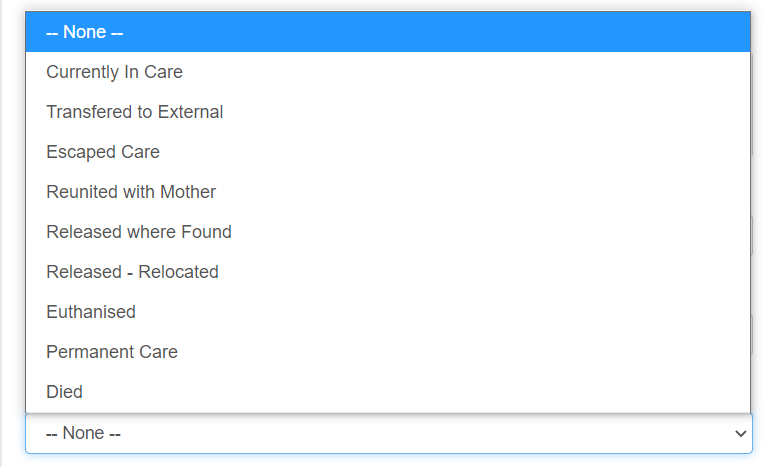 -- None --
Currently In Care
Transfered to External
Escaped Care
Reunited with Mother
Released where Found
Released - Relocated
Euthanised
Permanent Care
Died
-- None --